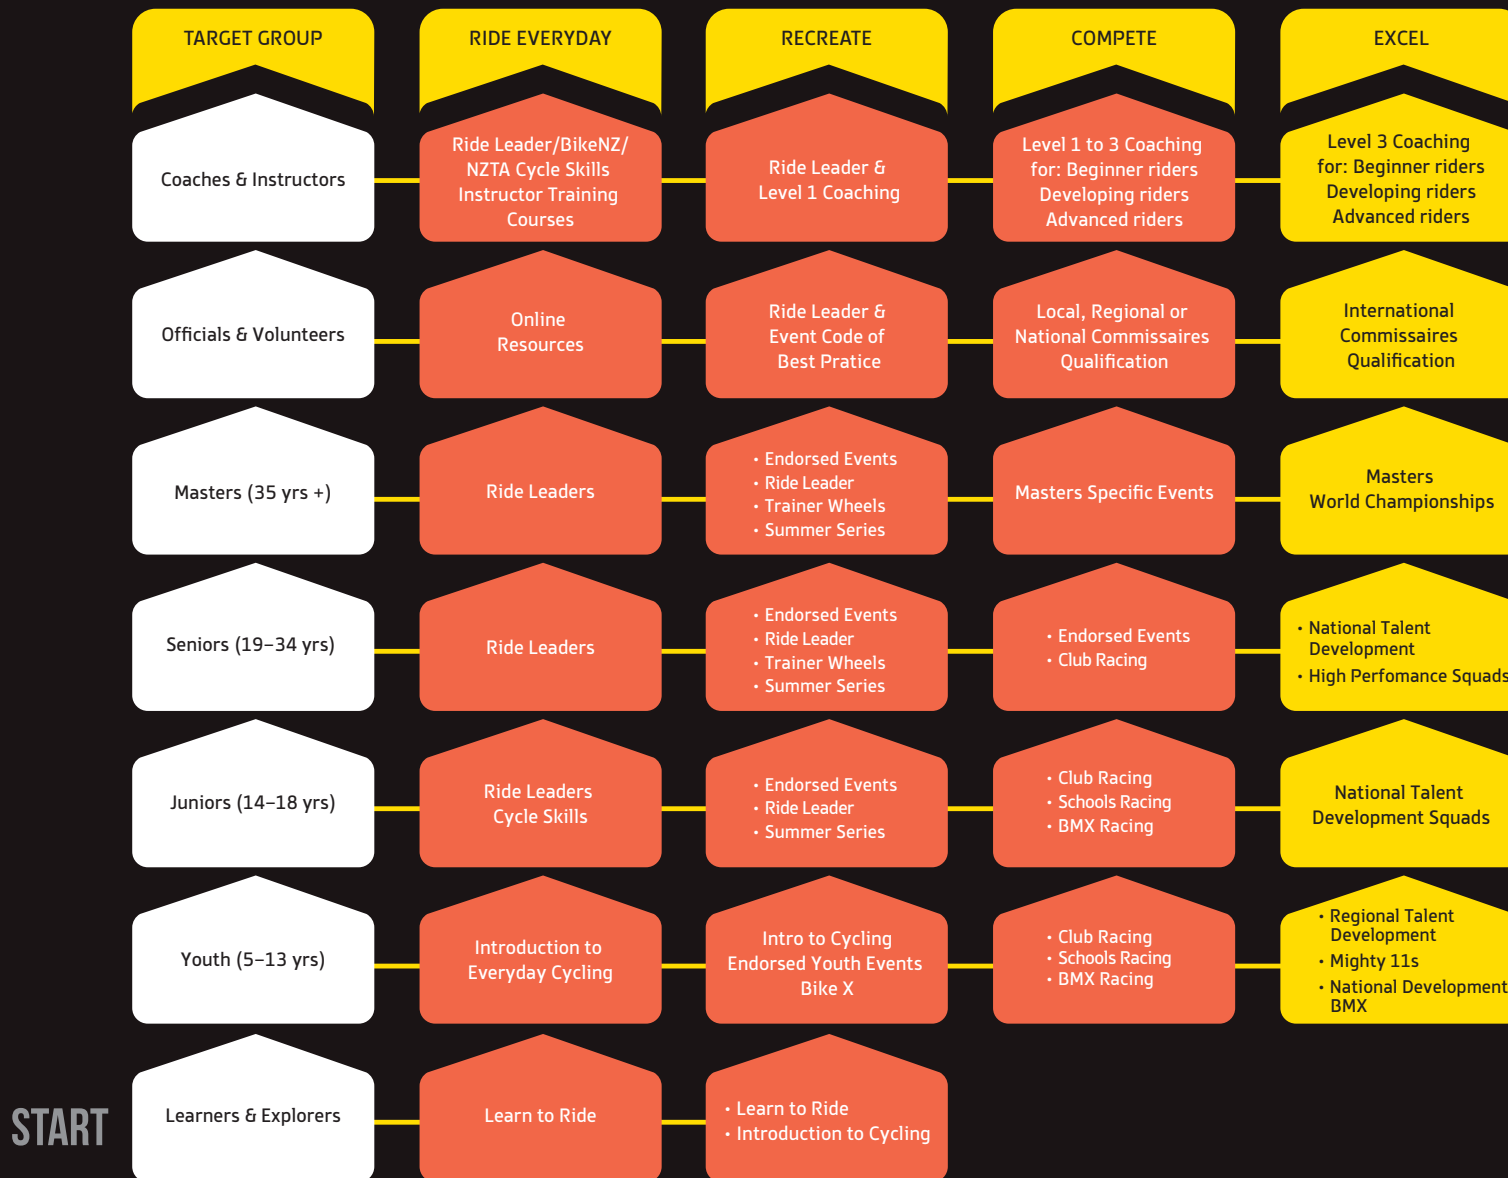 TARGET GROUP
RIDE EVERYDAY
RECREATE
COMPETE
EXCEL
Coaches & Instructors
Ride Leader/BikeNZ/
NZTA Cycle Skills
Instructor Training
Courses
Ride Leader &
Level 1 Coaching
Level 1 to 3 Coaching
for: Beginner riders
Developing riders
Advanced riders
Level 3 Coaching
for: Beginner riders
Developing riders
Advanced riders
Officials & Volunteers
Online
Resources
Ride Leader &
Event Code of
Best Pratice
Local, Regional or
National Commissaires
Qualification
International
Commissaires
Qualification
Masters (35 yrs +)
Ride Leaders
• Endorsed Events
• Ride Leader
• Trainer Wheels
• Summer Series
Masters Specific Events
Masters
World Championships
Seniors (19–34 yrs)
Ride Leaders
• Endorsed Events
• Ride Leader
• Trainer Wheels
• Summer Series
• Endorsed Events
• Club Racing
• National Talent
Development
• High Perfomance Squads
Juniors (14–18 yrs)
Ride Leaders
Cycle Skills
• Endorsed Events
• Ride Leader
• Summer Series
• Club Racing
• Schools Racing
• BMX Racing
National Talent
Development Squads
Youth (5–13 yrs)
Introduction to
Everyday Cycling
Intro to Cycling
Endorsed Youth Events
Bike X
• Club Racing
• Schools Racing
• BMX Racing
• Regional Talent
Development
• Mighty 11s
• National Development
BMX
START
Learners & Explorers
Learn to Ride
• Learn to Ride
• Introduction to Cycling